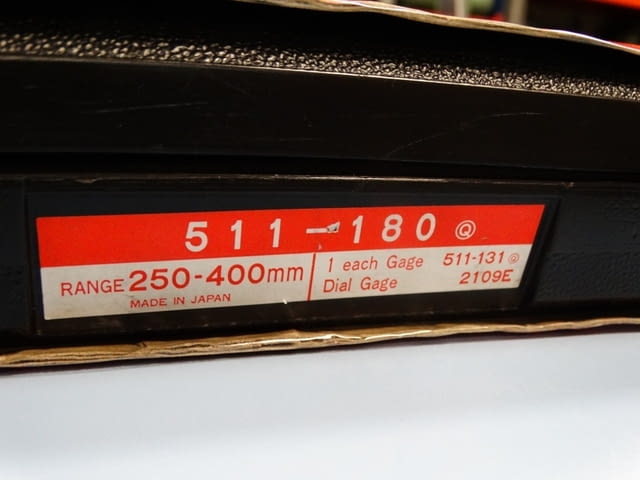 511-180 Ⓠ
RANGE 250-400mm
MADE IN JAPAN
1 each Gage 511-131 Ⓠ
Dial Gage 2109E